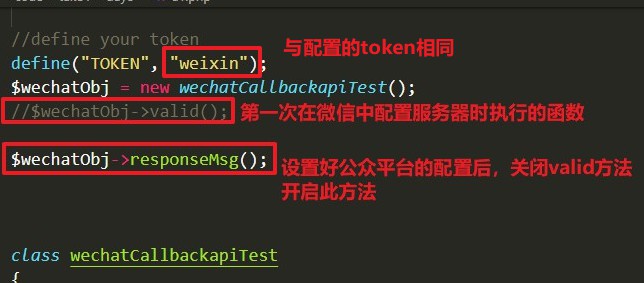 //define your token
define("TOKEN", "weixin"); 与配置的token相同
$wechatObj = new wechatCallbackapiTest();
//$wechatObj->valid(); 第一次在微信中配置服务器时执行的函数
$wechatObj->responseMsg(); 设置好公众平台的配置后，关闭valid方法
开启此方法
class wechatCallbackapiTest
{